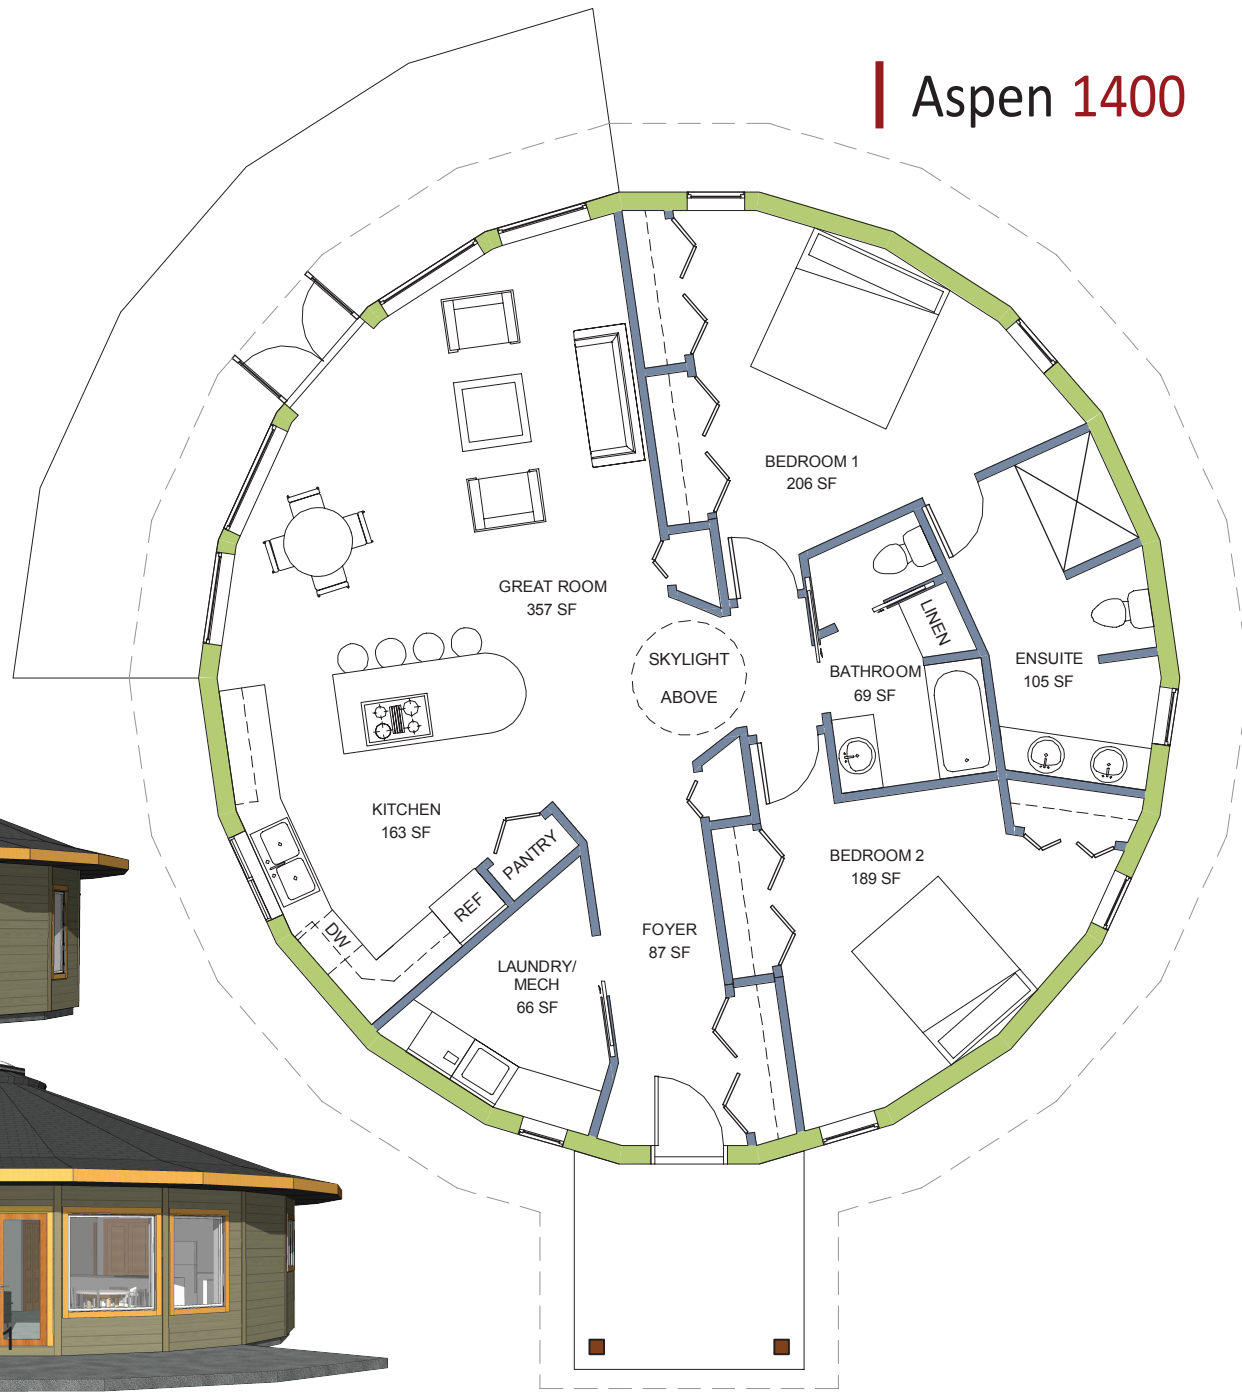 Aspen 1400
BEDROOM 1
206 SF
GREAT ROOM
357 SF
LINEN
SKYLIGHT
ABOVE
BATHROOM
69 SF
ENSUITE
105 SF
KITCHEN
163 SF
PANTRY
REF
DW
BEDROOM 2
189 SF
FOYER
87 SF
LAUNDRY/
MECH
66 SF